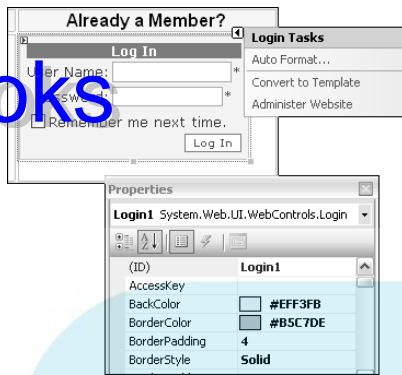 Already a Member?
Log In
User Name: *
Password: *
Remember me next time.
Log In
Login Tasks
Auto Format...
Convert to Template
Administer Website
oks
Properties
Login1 System.Web.UI.WebControls.Login
(ID) Login1
AccessKey
BackColor #EFF3FB
BorderColor #B5C7DE
BorderPadding 4
BorderStyle Solid